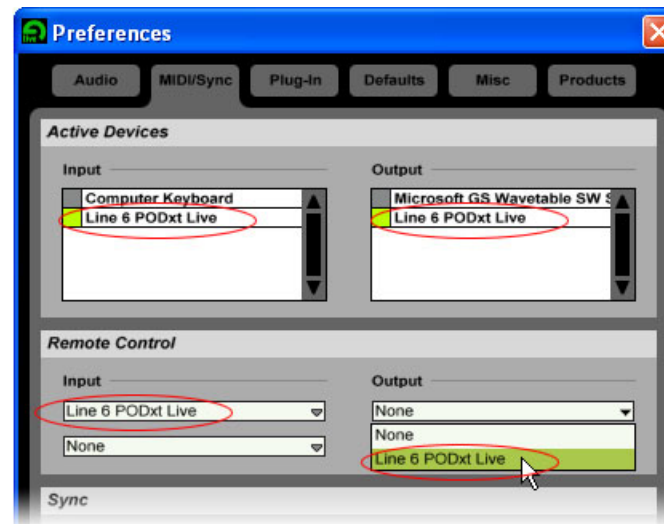 Preferences
Audio MIDI/Sync Plug-In Defaults Misc Products
Active Devices
Input Output
Computer Keyboard
Line 6 PODxt Live
Microsoft GS Wavetable SW S
Line 6 PODxt Live
Remote Control
Input Output
Line 6 PODxt Live
None
None
None
Line 6 PODxt Live
Sync